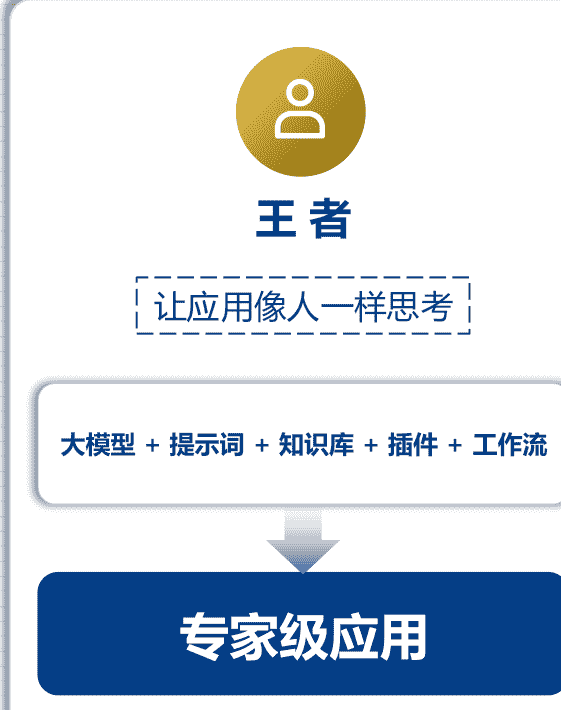 王者
让应用像人一样思考
大模型 + 提示词 + 知识库 + 插件 + 工作流
专家级应用